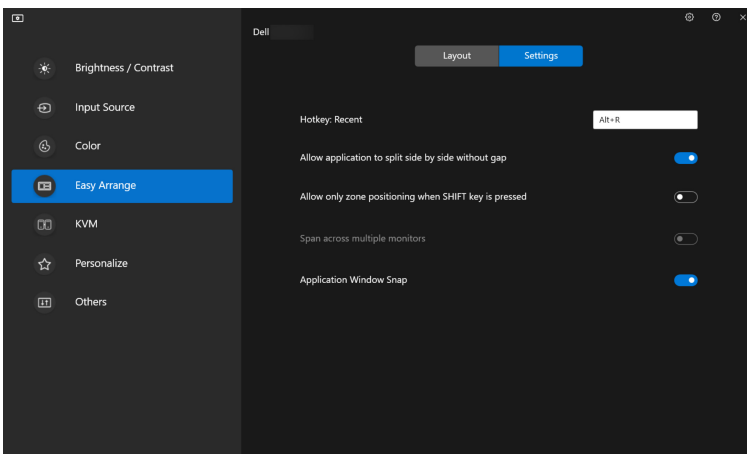 Dell
Layout
Settings
Brightness / Contrast
Input Source
Color
Easy Arrange
KVM
Personalize
Others
Hotkey: Recent
Alt+R
Allow application to split side by side without gap
Allow only zone positioning when SHIFT key is pressed
Span across multiple monitors
Application Window Snap